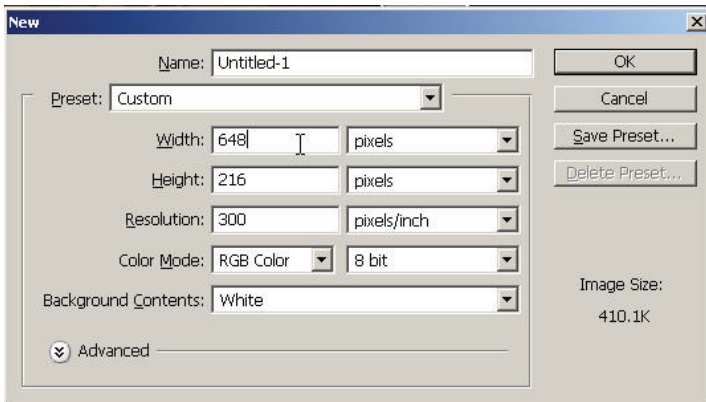 New
Name: Untitled-1
OK
Preset: Custom
Cancel
Width: 648 pixels
Save Preset...
Height: 216 pixels
Delete Preset...
Resolution: 300 pixels/inch
Color Mode: RGB Color 8 bit
Background Contents: White
Image Size:
410.1K
Advanced